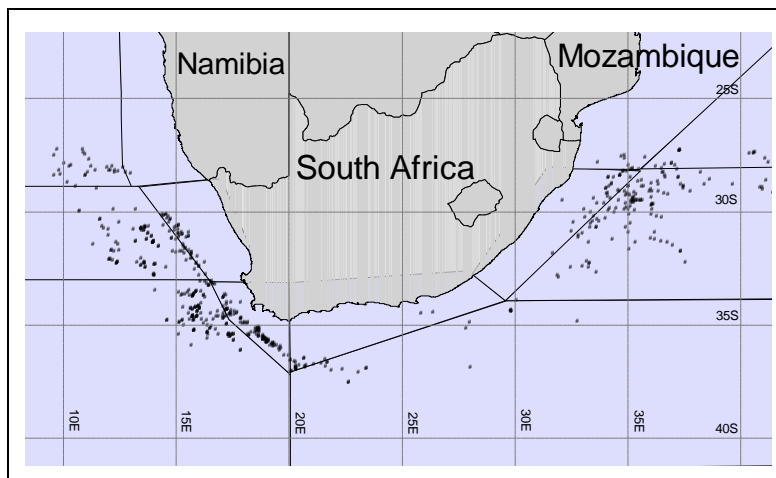 Namibia
Mozambique
25S
South Africa
30S
35S
10E
15E
20E
25E
30E
35E
40S